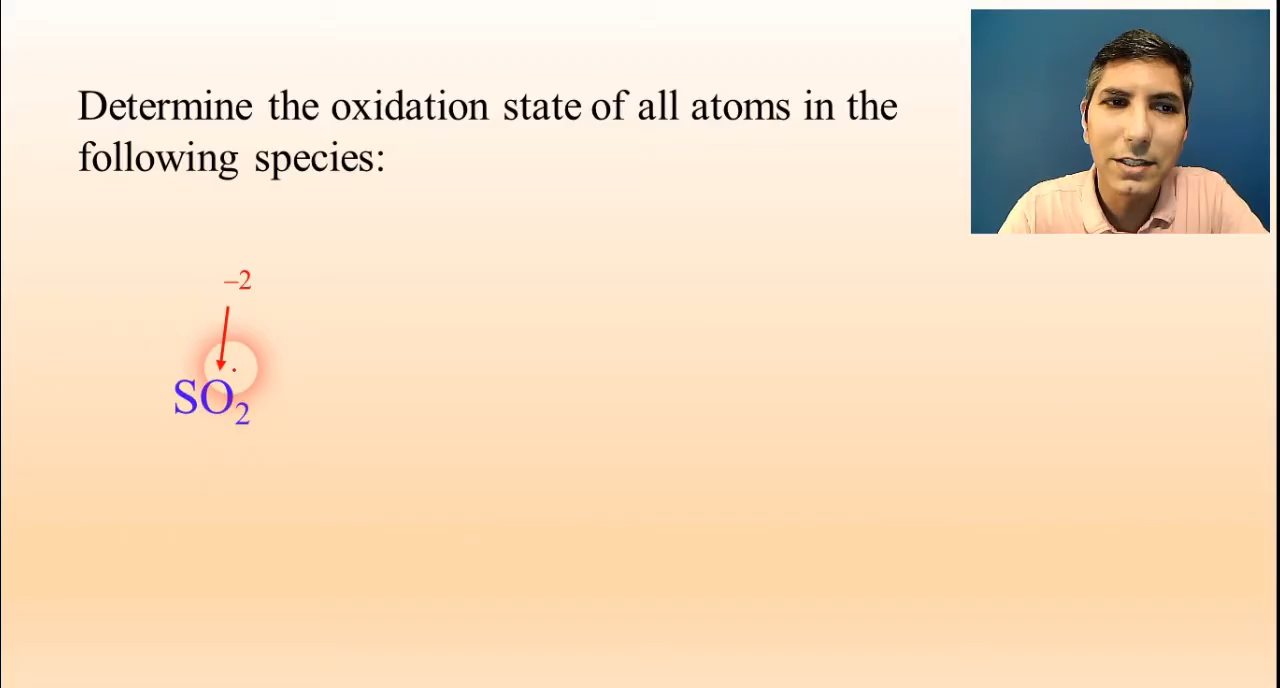 Determine the oxidation state of all atoms in the
following species:
–2
SO₂